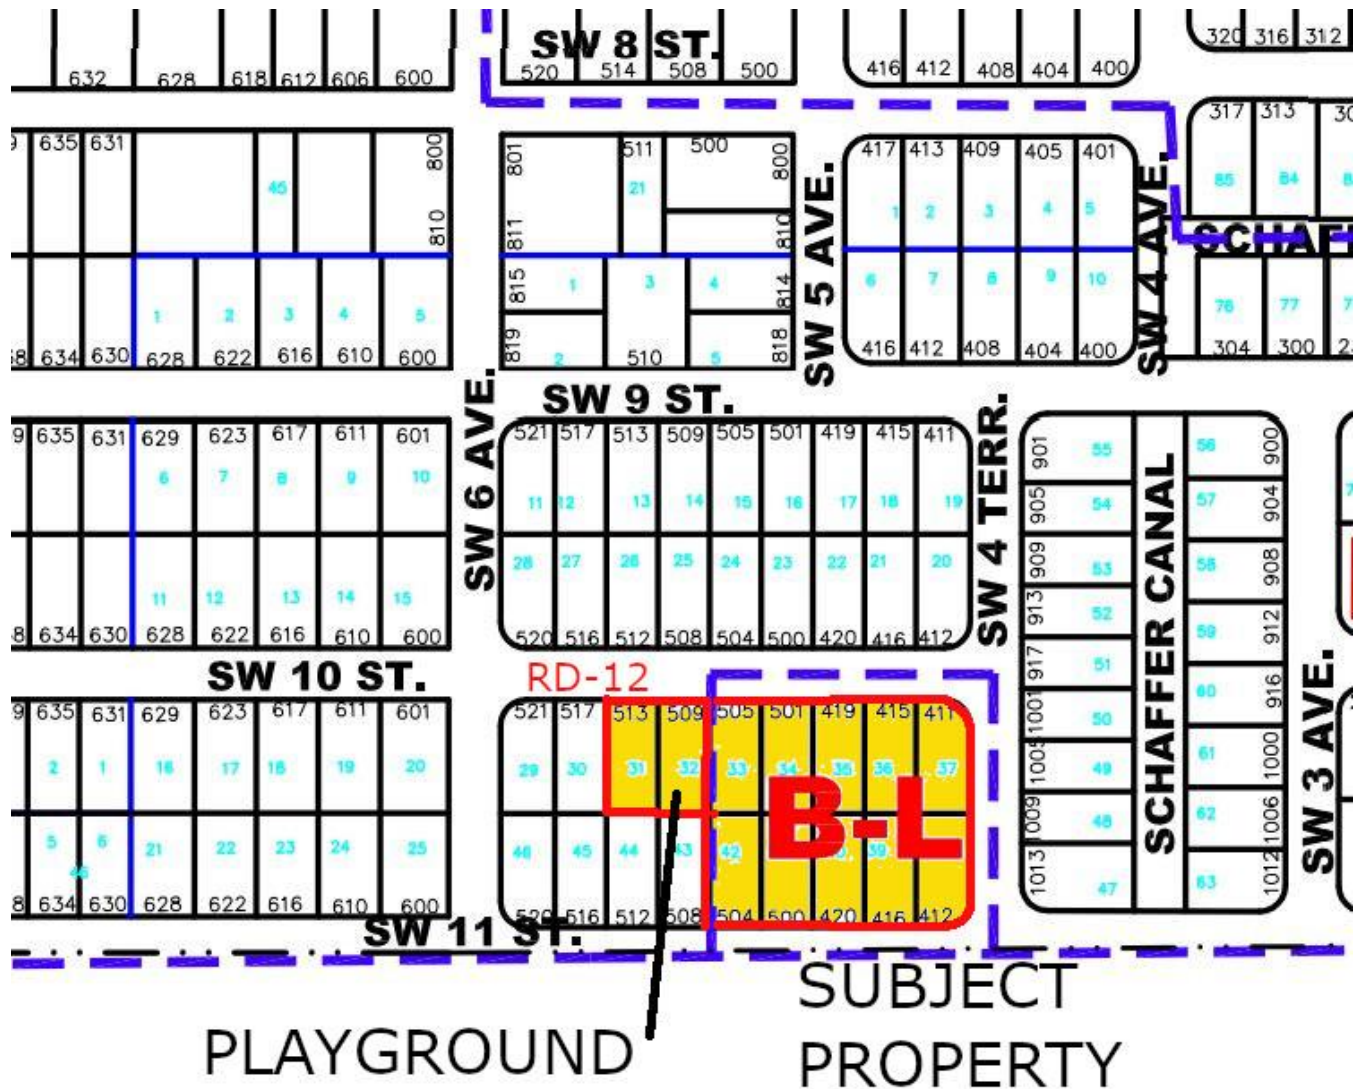 SW 8 ST.
632 628 618 612 606 600 520 514 508 500 416 412 408 404 400 320 316 312
317 313
635 631 800 801 511 500 800 417 413 409 405 401
45 21 1 2 3 4 5 85 84
810 811 810
SW 5 AVE.
SW 4 AVE.
815 1 3 4 814 6 7 8 9 10 76 77
1 2 3 4 5
819 2 5 818
634 630 628 622 616 610 600 510 416 412 408 404 400 304 300
SW 9 ST.
SW 6 AVE.
SW 4 TERR.
635 631 629 623 617 611 601 521 517 513 509 505 501 419 415 411
6 7 8 9 10 11 12 13 14 15 16 17 18 19
28 27 26 25 24 23 22 21 20
11 12 13 14 15
634 630 628 622 616 610 600 520 516 512 508 504 500 420 416 412
901 55 56 900
905 54 57 904
909 53 58 908
913 52 59 912
917 51 60 916
1001 50 61 1000
1005 49 62 1006
1009 48 63 1012
1013 47
SCHAFFER CANAL
SW 3 AVE.
SW 10 ST.
RD-12
635 631 629 623 617 611 601 521 517 513 509 505 501 419 415 411
2 1 16 17 18 19 20 29 30 31 32 33 34 35 36 37
B-L
5 6 21 22 23 24 25 46 45 44 43 42 39
46
634 630 628 622 616 610 600 520 516 512 508 504 500 420 416 412
SW 11 ST.
SUBJECT
PLAYGROUND
PROPERTY